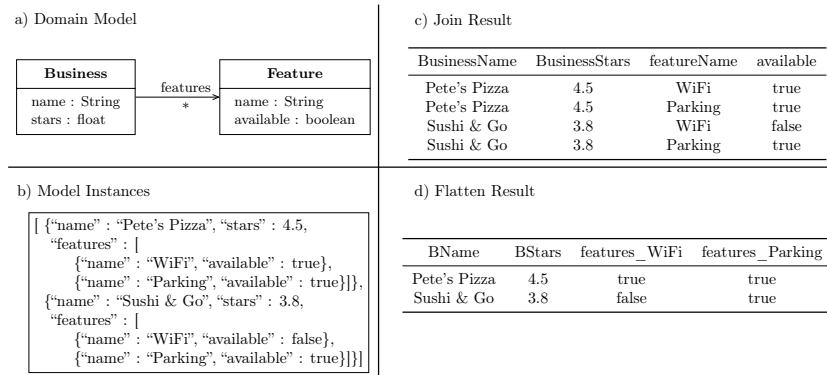 a) Domain Model
Business
name : String
stars : float
features
*
Feature
name : String
available : boolean
b) Model Instances
[ {“name” : “Pete’s Pizza”, “stars” : 4.5,
“features” : [
{“name” : “WiFi”, “available” : true},
{“name” : “Parking”, “available” : true}]},
{“name” : “Sushi & Go”, “stars” : 3.8,
“features” : [
{“name” : “WiFi”, “available” : false},
{“name” : “Parking”, “available” : true}]}]
c) Join Result
BusinessName BusinessStars featureName available
Pete’s Pizza 4.5 WiFi true
Pete’s Pizza 4.5 Parking true
Sushi & Go 3.8 WiFi false
Sushi & Go 3.8 Parking true
d) Flatten Result
BName BStars features_WiFi features_Parking
Pete’s Pizza 4.5 true true
Sushi & Go 3.8 false true